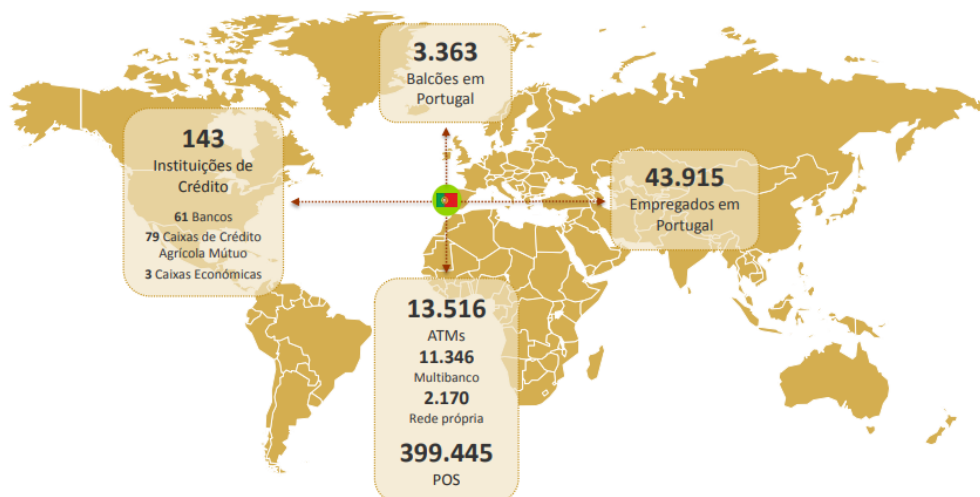 3.363
Balcões em
Portugal
143
Instituições de
Crédito
61 Bancos
79 Caixas de Crédito
Agrícola Mútuo
3 Caixas Económicas
43.915
Empregados em
Portugal
13.516
ATMs
11.346
Multibanco
2.170
Rede própria
399.445
POS